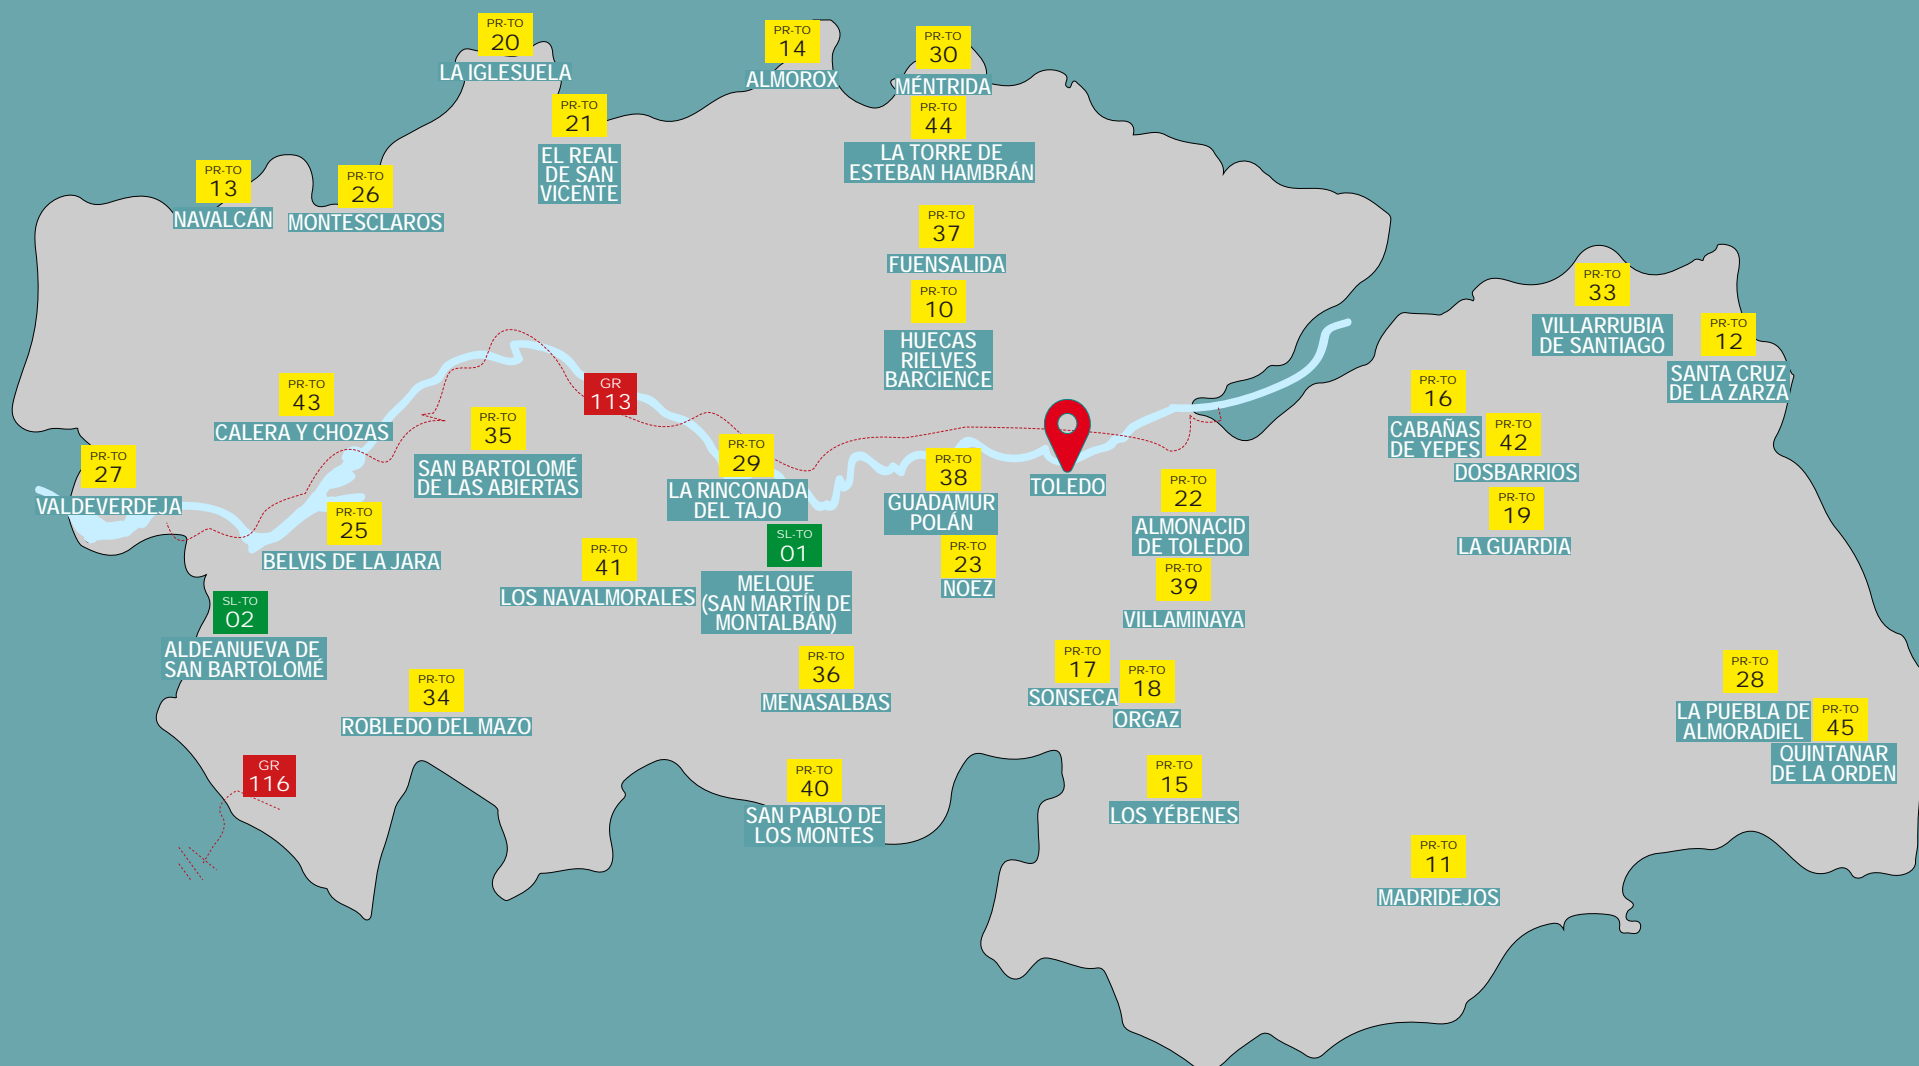 PR-TO
20
LA IGLESUELA
PR-TO
14
ALMOROX
PR-TO
30
MÉNTRIDA
PR-TO
21
EL REAL
DE SAN
VICENTE
PR-TO
44
LA TORRE DE
ESTEBAN HAMBRÁN
PR-TO
13
NAVALCÁN
PR-TO
26
MONTESCLAROS
PR-TO
37
FUENSALIDA
PR-TO
10
HUECAS
RIELVES
BARCIENCE
PR-TO
33
VILLARRUBIA
DE SANTIAGO
PR-TO
12
SANTA CRUZ
DE LA ZARZA
PR-TO
43
CALERA Y CHOZAS
GR
113
PR-TO
35
SAN BARTOLOMÉ
DE LAS ABIERTAS
PR-TO
16
CABAÑAS
DE YEPES
PR-TO
42
DOSBARRIOS
PR-TO
27
VALDEVERDEJA
PR-TO
29
LA RINCONADA
DEL TAJO
PR-TO
38
GUADAMUR
POLÁN
TOLEDO
PR-TO
22
ALMONACID
DE TOLEDO
PR-TO
19
LA GUARDIA
PR-TO
25
BELVIS DE LA JARA
PR-TO
41
LOS NAVALMORALES
SL-TO
01
MELQUE
(SAN MARTÍN DE
MONTALBÁN)
PR-TO
23
NOEZ
PR-TO
39
VILLAMINAYA
SL-TO
02
ALDEANUEVA DE
SAN BARTOLOMÉ
PR-TO
34
ROBLEDO DEL MAZO
PR-TO
36
MENASALBAS
PR-TO
17
SONSECA
PR-TO
18
ORGAZ
PR-TO
28
LA PUEBLA DE
ALMORADIEL
PR-TO
45
QUINTANAR
DE LA ORDEN
GR
116
PR-TO
40
SAN PABLO DE
LOS MONTES
PR-TO
15
LOS YÉBENES
PR-TO
11
MADRIDEJOS